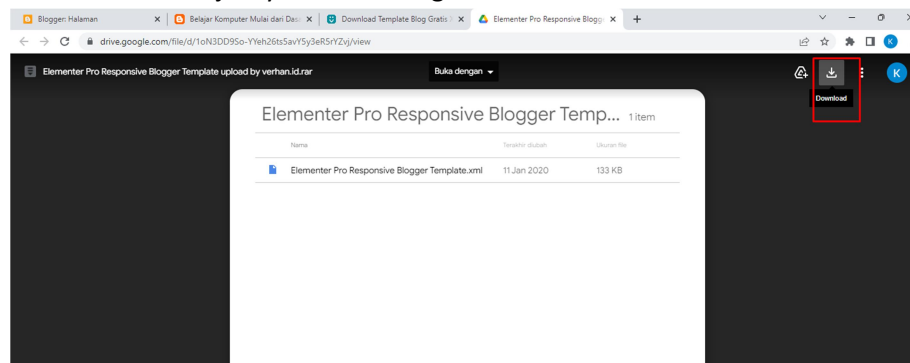 Blogger: Halaman
Belajar Komputer Mulai dari Das
Download Template Blog Gratis
Elementer Pro Responsive Blogg
drive.google.com/file/d/1oN3DD9So-YYeh26ts5avY5y3eR5rYZvj/view
Elementer Pro Responsive Blogger Template upload by verhan.id.rar
Buka dengan
K
Download
Elementer Pro Responsive Blogger Temp... 1 item
Nama Terakhir diubah Ukuran file
Elementer Pro Responsive Blogger Template.xml 11 Jan 2020 133 KB